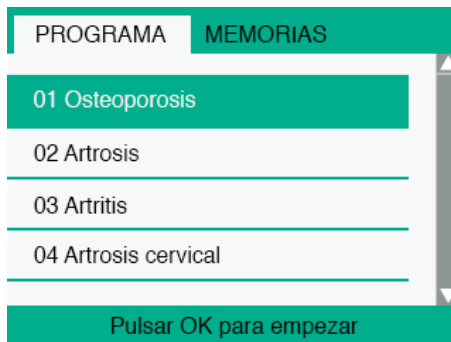 PROGRAMA MEMORIAS
01 Osteoporosis
02 Artrosis
03 Artritis
04 Artrosis cervical
Pulsar OK para empezar